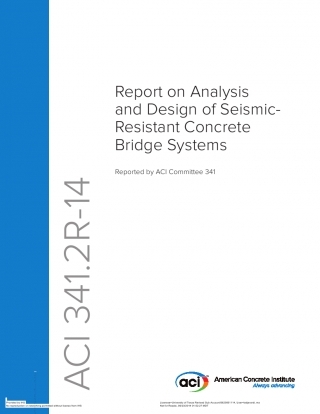 Report on Analysis
and Design of Seismic-
Resistant Concrete
Bridge Systems
Reported by ACI Committee 341
ACI 341.2R-14
aci
American Concrete Institute
Always advancing